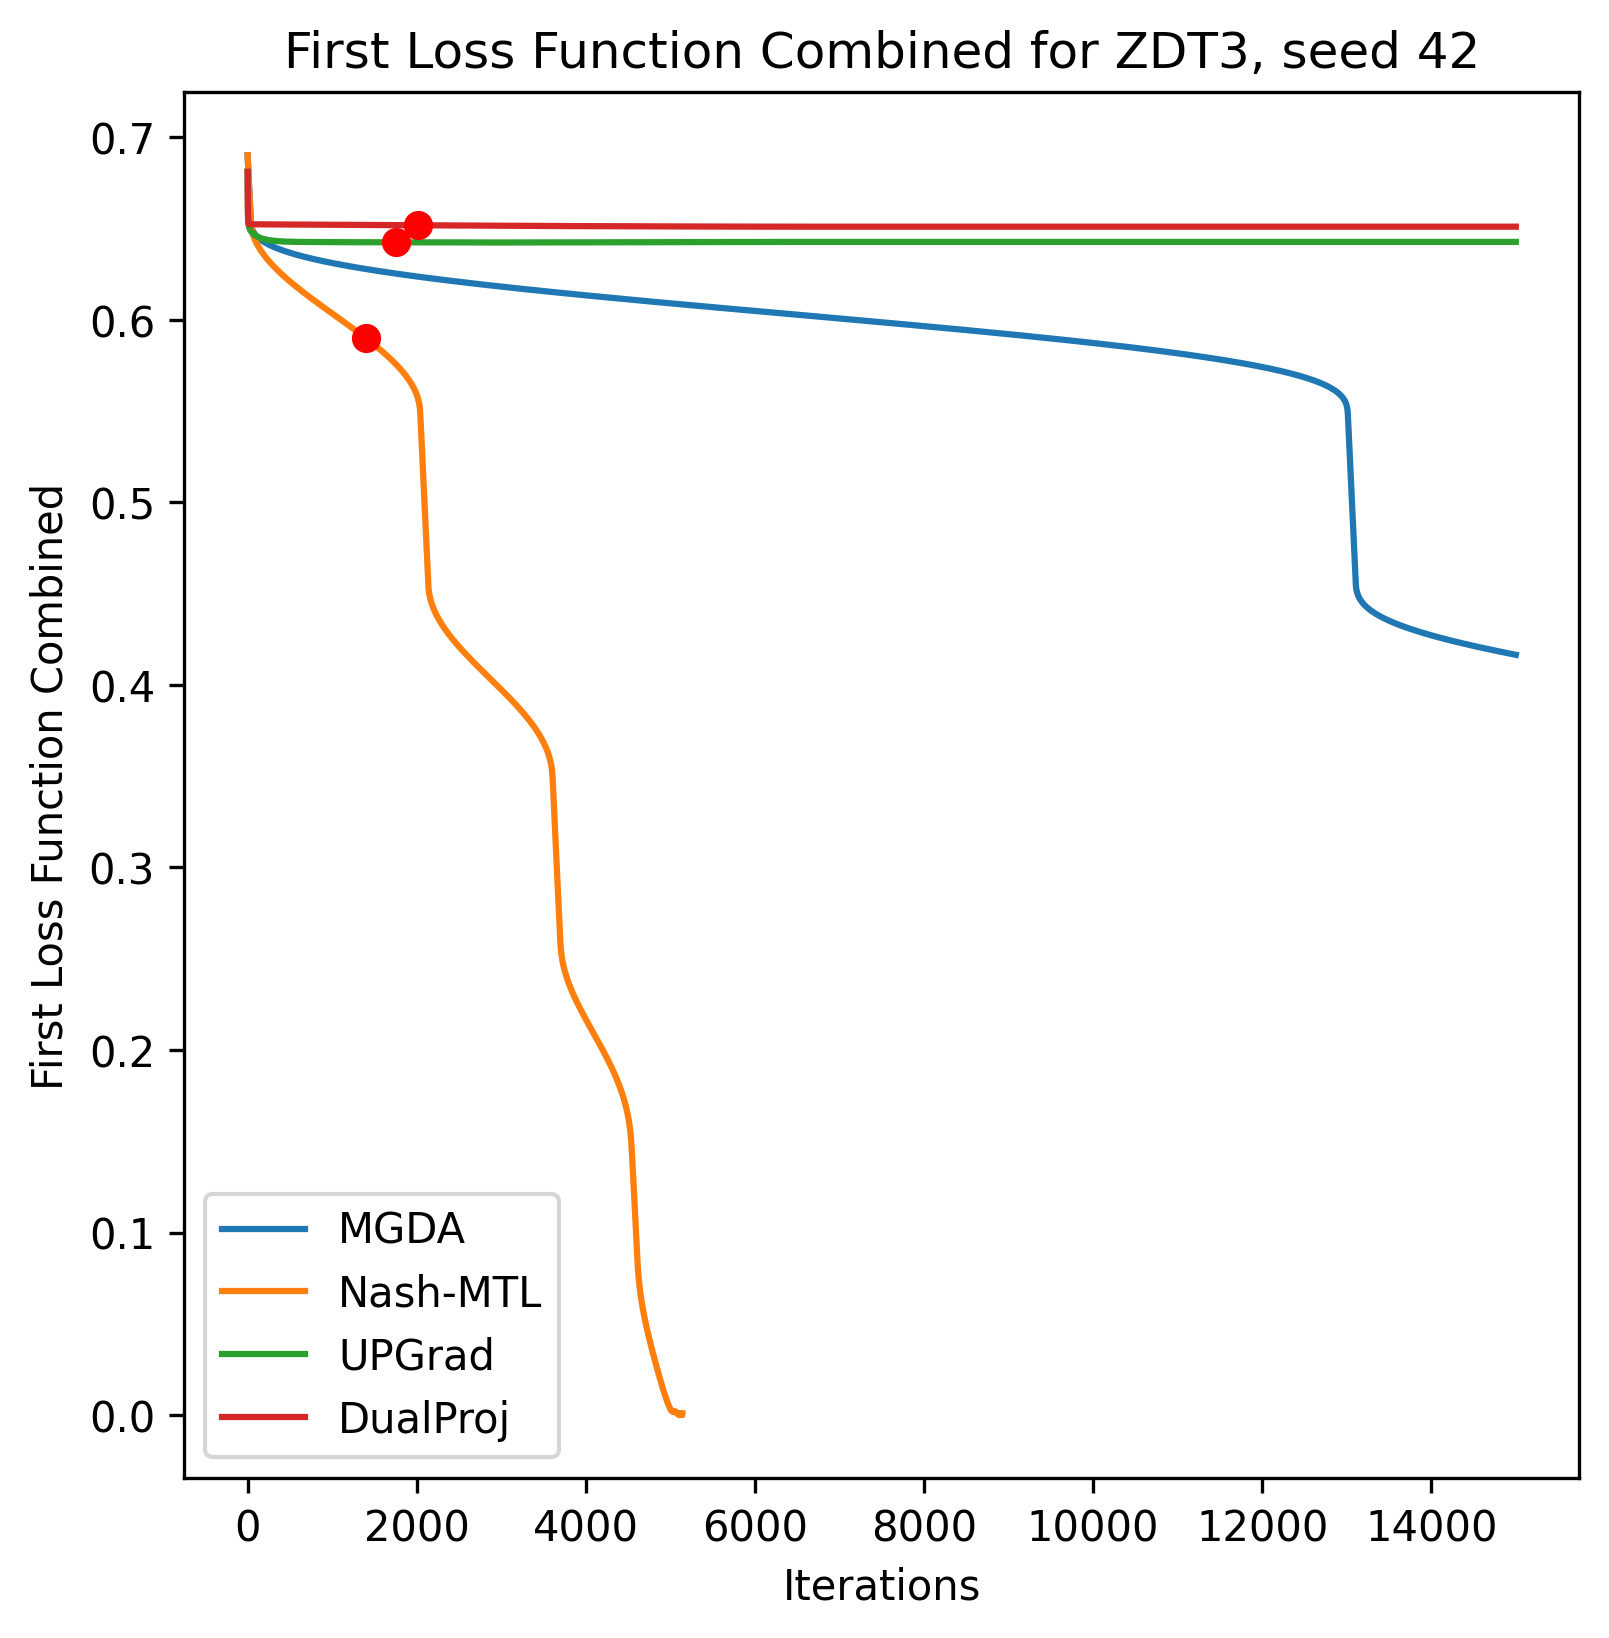 First Loss Function Combined for ZDT3, seed 42
First Loss Function Combined
0.7
0.6
0.5
0.4
0.3
0.2
0.1
0.0
MGDA
Nash-MTL
UPGrad
DualProj
0 2000 4000 6000 8000 10000 12000 14000
Iterations